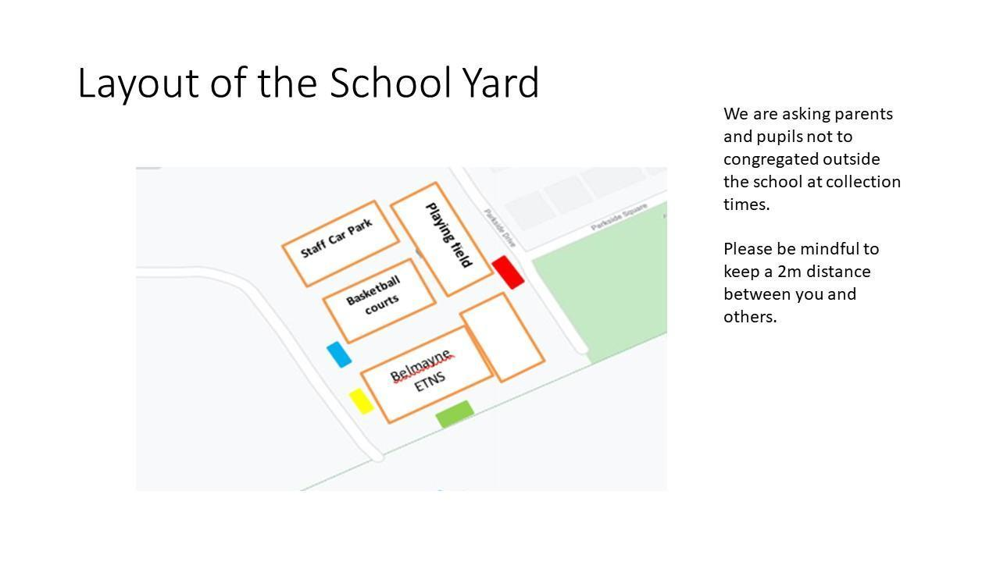 Layout of the School Yard
We are asking parents
and pupils not to
congregated outside
the school at collection
times.
Please be mindful to
keep a 2m distance
between you and
others.
Staff Car Park
Playing field
Parkside Drive
Parkside Square
Basketball
courts
Belmayne
ETNS